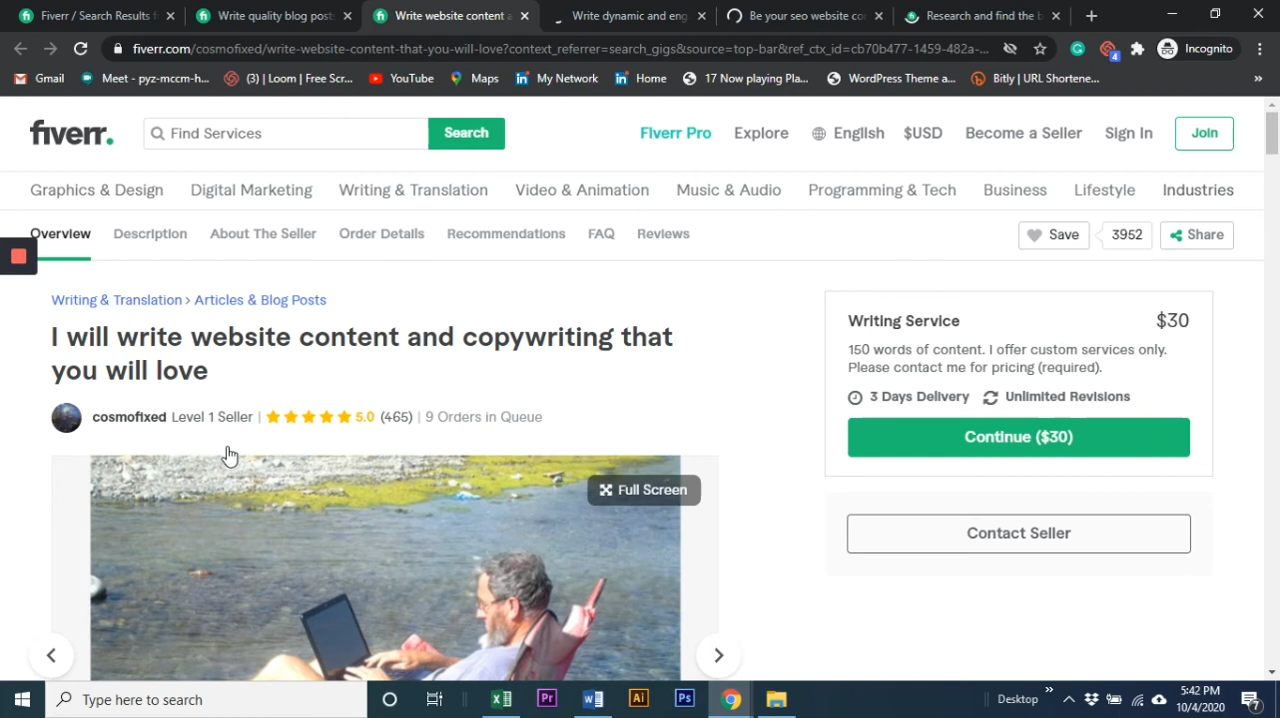 Fiverr / Search Results f
Write quality blog post
Write website content a
Write dynamic and eng
Be your seo website co
Research and find the b
fiverr.com/cosmofixed/write-website-content-that-you-will-love?context_referrer=search_gigs&source=top-bar&ref_ctx_id=cb70b477-1459-482a-...
4
Incognito
Gmail
Meet - pyz-mccm-h...
(3) | Loom | Free Scr...
YouTube
Maps
My Network
Home
17 Now playing Pla...
WordPress Theme a...
Bitly | URL Shortene...
»
fiverr.
Find Services
Search
Fiverr Pro
Explore
English
$USD
Become a Seller
Sign In
Join
Graphics & Design
Digital Marketing
Writing & Translation
Video & Animation
Music & Audio
Programming & Tech
Business
Lifestyle
Industries
Overview
Description
About The Seller
Order Details
Recommendations
FAQ
Reviews
Save
3952
Share
Writing & Translation › Articles & Blog Posts
I will write website content and copywriting that
you will love
cosmofixed Level 1 Seller | 5.0 (465) | 9 Orders in Queue
Full Screen
Writing Service
$30
150 words of content. I offer custom services only.
Please contact me for pricing (required).
3 Days Delivery
Unlimited Revisions
Continue ($30)
Contact Seller
Type here to search
Pr
Ai
Ps
Desktop
»
5:42 PM
10/4/2020
7